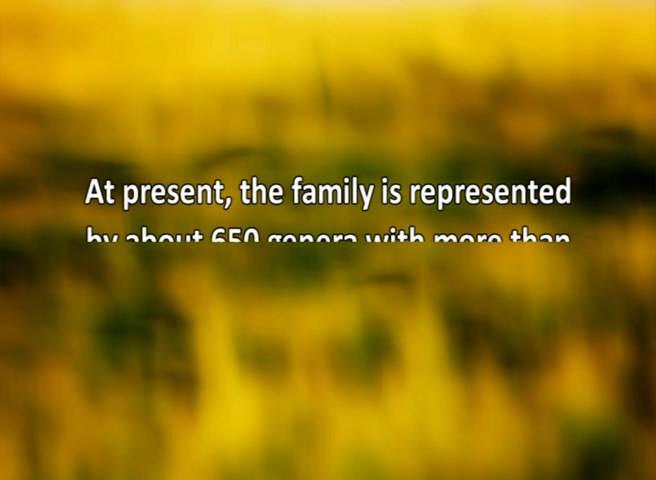 At present, the family is represented
by about 650 genera with more than